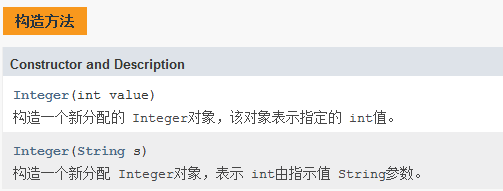 构造方法
Constructor and Description
Integer(int value)
构造一个新分配的 Integer对象，该对象表示指定的 int值。
Integer(String s)
构造一个新分配 Integer对象，表示 int由指示值 String参数。